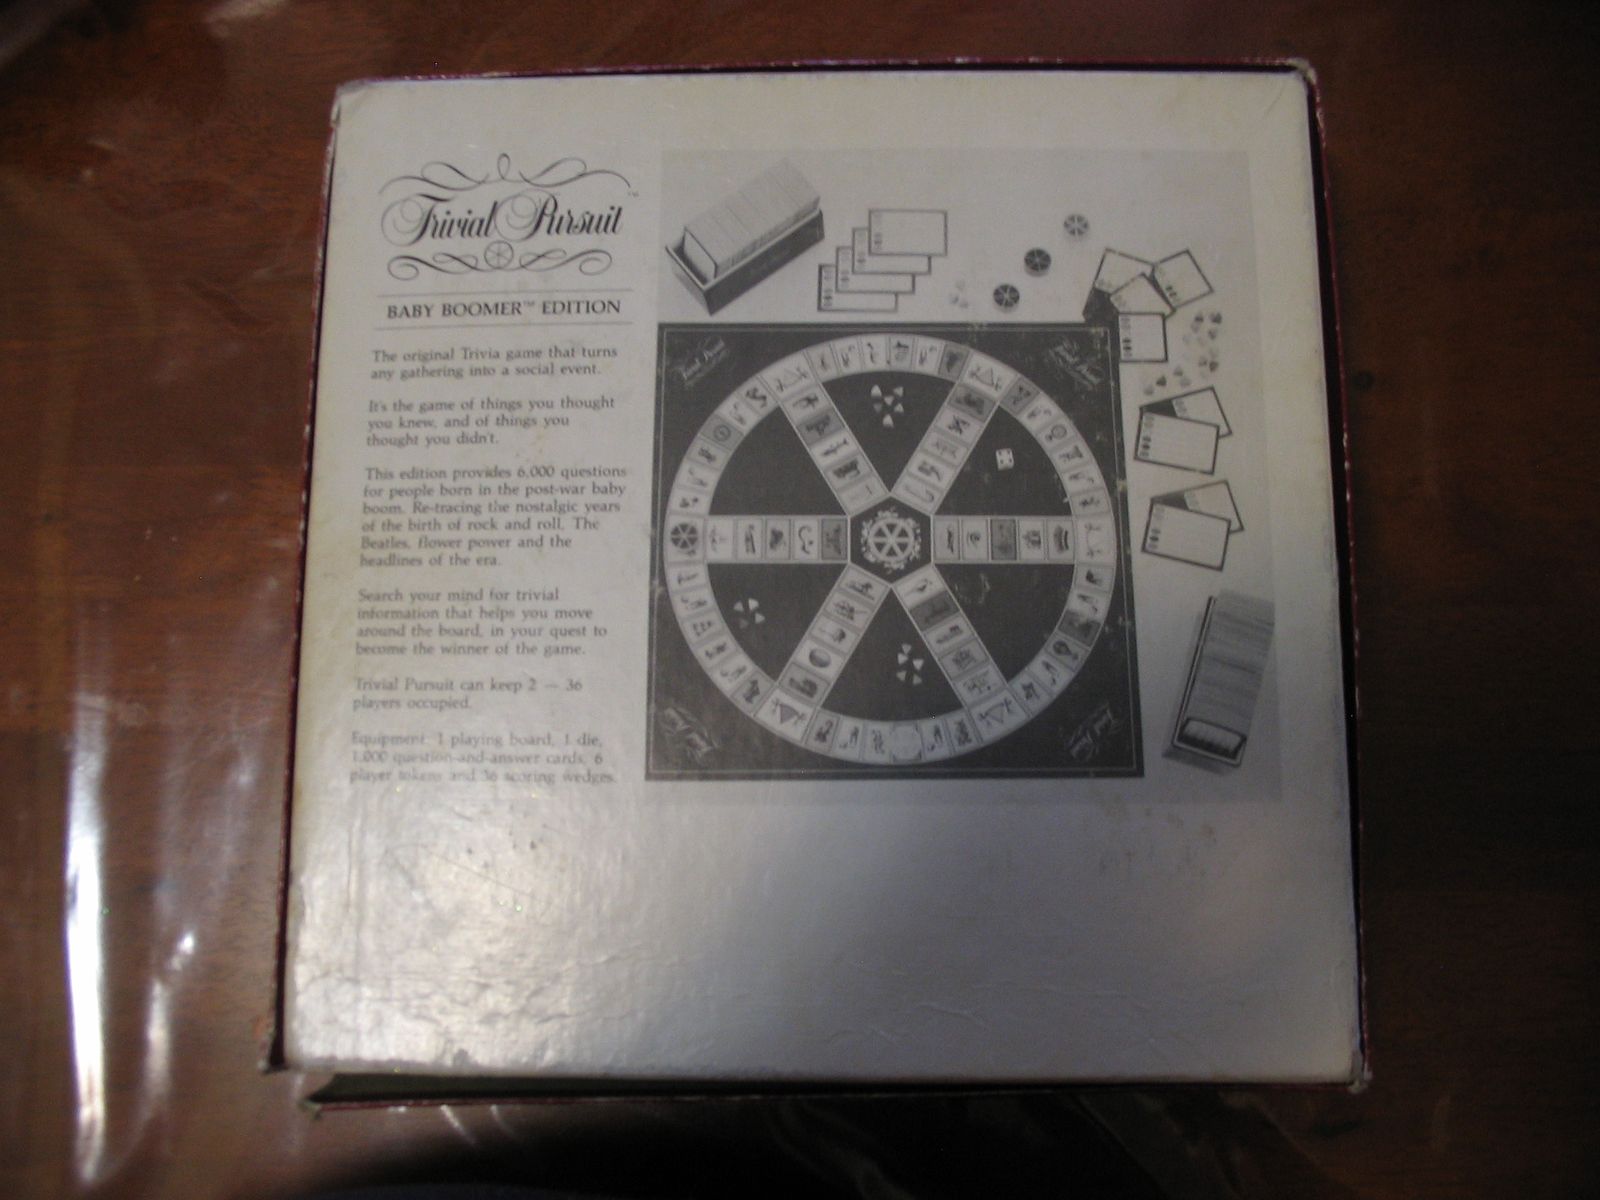 Trivial Pursuit™
BABY BOOMER™ EDITION
The original Trivia game that turns
any gathering into a social event.
It's the game of things you thought
you knew, and of things you
thought you didn't.
This edition provides 6,000 questions
for people born in the post-war baby
boom. Re-tracing the nostalgic years
of the birth of rock and roll, The
Beatles, flower power and the
headlines of the era.
Search your mind for trivial
information that helps you move
around the board, in your quest to
become the winner of the game.
Trivial Pursuit can keep 2 — 36
players occupied.
Equipment: 1 playing board, 1 die,
1,000 question-and-answer cards, 6
player tokens and 36 scoring wedges.